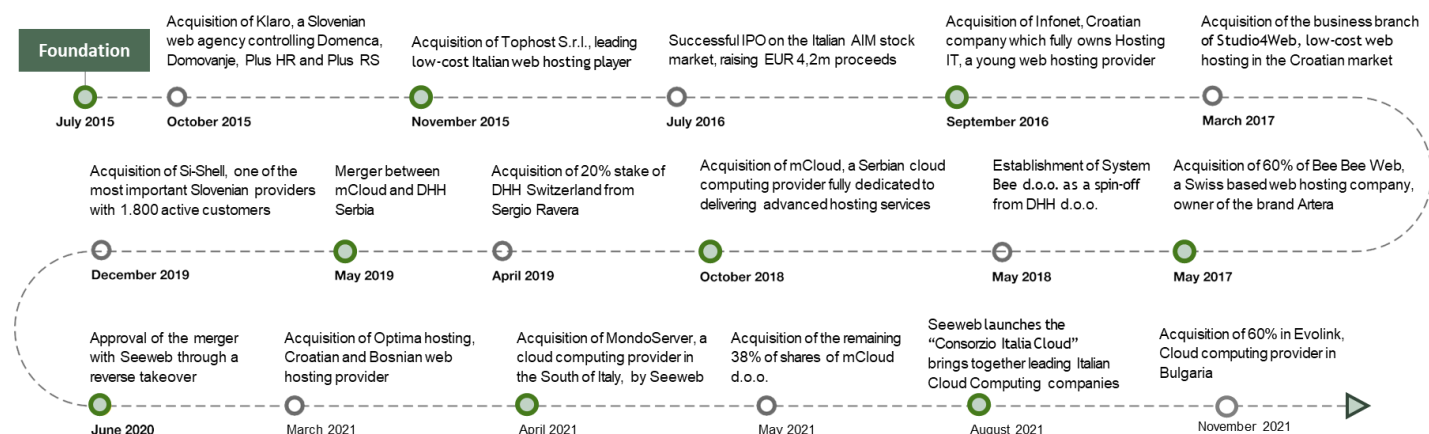 Foundation
July 2015
Acquisition of Klaro, a Slovenian
web agency controlling Domenca,
Domovanje, Plus HR and Plus RS
October 2015
Acquisition of Tophost S.r.l., leading
low-cost Italian web hosting player
November 2015
Successful IPO on the Italian AIM stock
market, raising EUR 4,2m proceeds
July 2016
Acquisition of Infonet, Croatian
company which fully owns Hosting
IT, a young web hosting provider
September 2016
Acquisition of the business branch
of Studio4Web, low-cost web
hosting in the Croatian market
March 2017
Acquisition of 60% of Bee Bee Web,
a Swiss based web hosting company,
owner of the brand Artera
May 2017
Establishment of System
Bee d.o.o. as a spin-off
from DHH d.o.o.
May 2018
Acquisition of mCloud, a Serbian cloud
computing provider fully dedicated to
delivering advanced hosting services
October 2018
Acquisition of 20% stake of
DHH Switzerland from
Sergio Ravera
April 2019
Merger between
mCloud and DHH
Serbia
May 2019
Acquisition of Si-Shell, one of the
most important Slovenian providers
with 1.800 active customers
December 2019
Approval of the merger
with Seeweb through a
reverse takeover
June 2020
Acquisition of Optima hosting,
Croatian and Bosnian web
hosting provider
March 2021
Acquisition of MondoServer, a
cloud computing provider in
the South of Italy, by Seeweb
April 2021
Acquisition of the remaining
38% of shares of mCloud
d.o.o.
May 2021
Seeweb launches the
“Consorzio Italia Cloud”
brings together leading Italian
Cloud Computing companies
August 2021
Acquisition of 60% in Evolink,
Cloud computing provider in
Bulgaria
November 2021